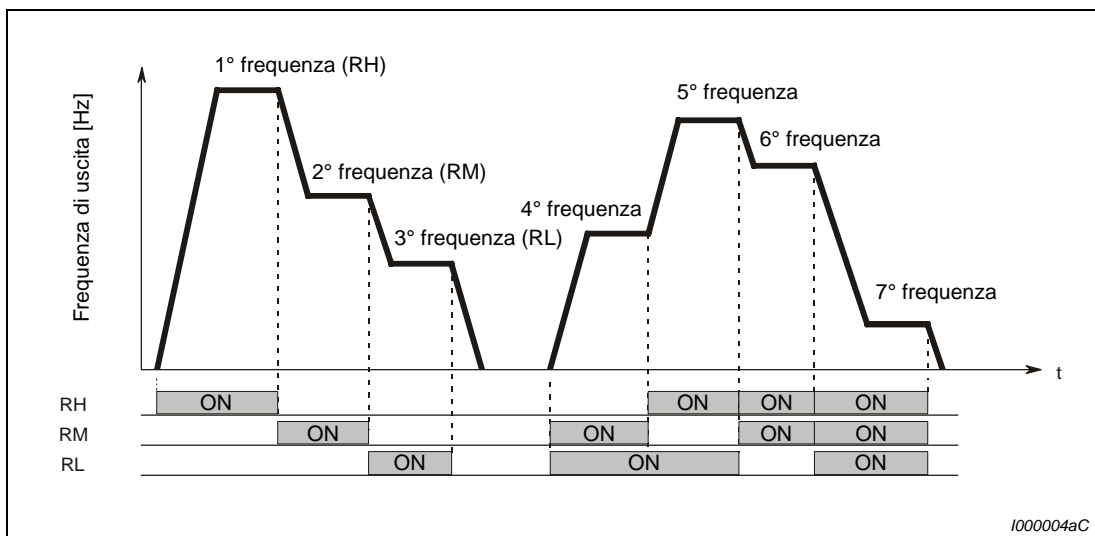 Frequenza di uscita [Hz]
1° frequenza (RH)
2° frequenza (RM)
3° frequenza (RL)
4° frequenza
5° frequenza
6° frequenza
7° frequenza
t
RH ON ON ON ON
RM ON ON ON ON
RL ON ON ON
I000004aC